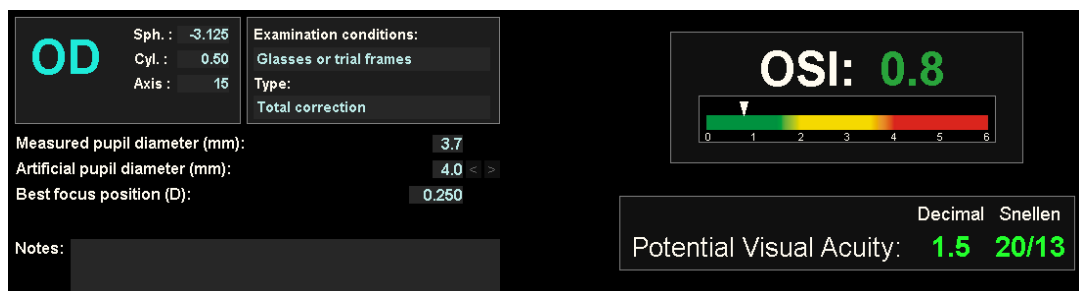 OD
Sph. : -3.125
Cyl. : 0.50
Axis : 15
Examination conditions:
Glasses or trial frames
Type:
Total correction
Measured pupil diameter (mm): 3.7
Artificial pupil diameter (mm): 4.0 < >
Best focus position (D): 0.250
Notes:
OSI: 0.8
0 1 2 3 4 5 6
Decimal Snellen
Potential Visual Acuity: 1.5 20/13